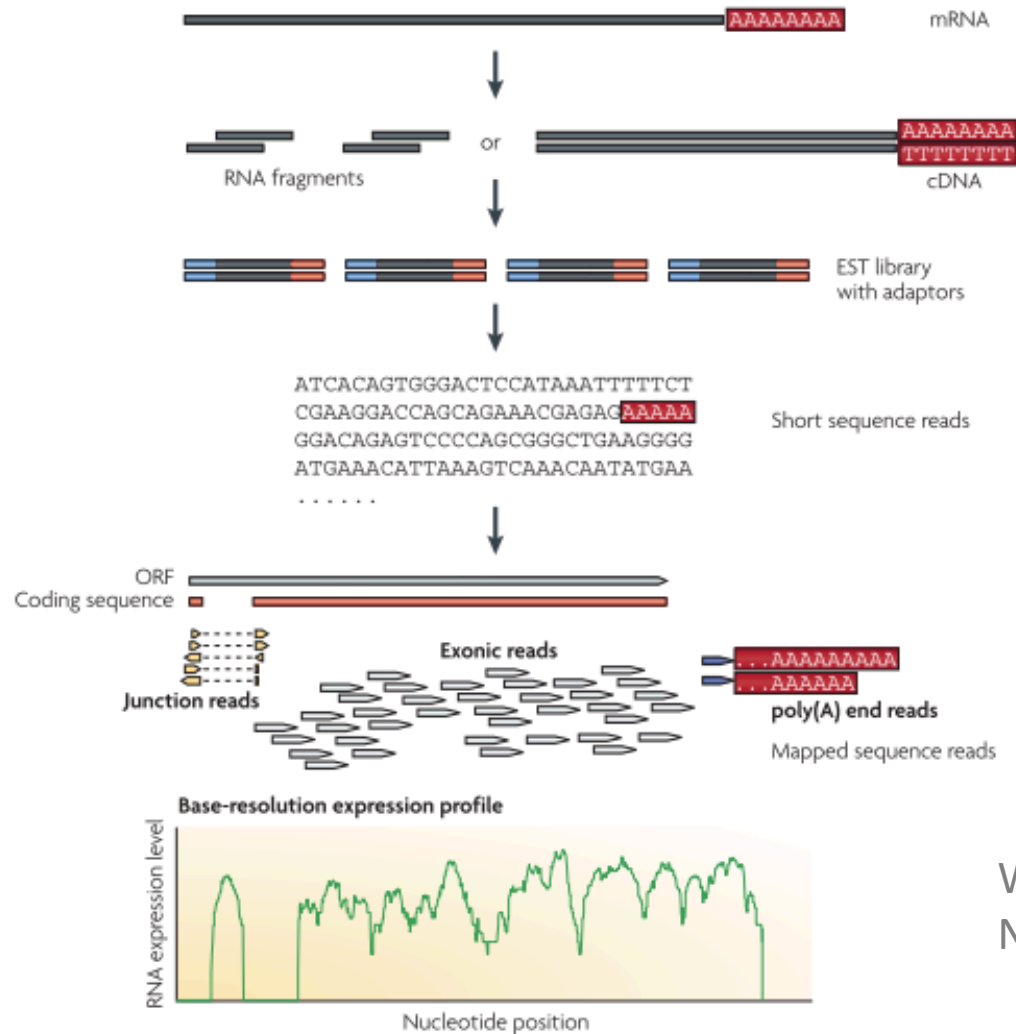 AAAAAAAA
mRNA
or
AAAAAAAA
TTTTTTTT
RNA fragments
cDNA
EST library
with adaptors
ATCACAGTGGGACTCCATAAATTTTTCT
CGAAGGACCAGCAGAAACGAGAGAAAAA
GGACAGAGTCCCCAGCGGGCTGAAGGGG
ATGAAACATTAAAGTCAAACAATATGAA
. . . . . .
Short sequence reads
ORF
Coding sequence
Junction reads
Exonic reads
...AAAAAAAAA
...AAAAAA
poly(A) end reads
Mapped sequence reads
Base-resolution expression profile
RNA expression level
Nucleotide position
W
N